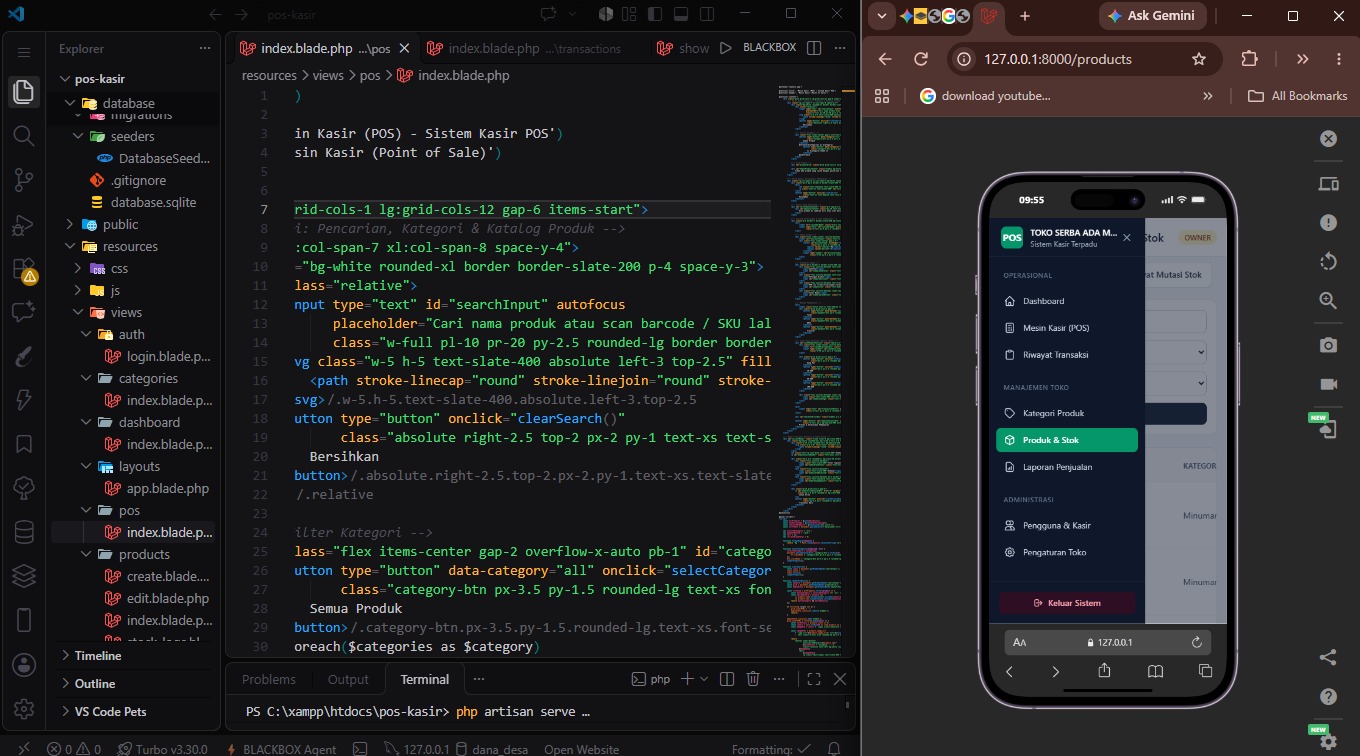 pos-kasir
Explorer
pos-kasir
database
migrations
seeders
DatabaseSeed...
.gitignore
database.sqlite
public
resources
css
js
views
auth
login.blade.p...
categories
index.blade.p...
dashboard
index.blade.p...
layouts
app.blade.php
pos
index.blade.p...
products
create.blade....
edit.blade.php
index.blade.p...
Timeline
Outline
VS Code Pets
index.blade.php ...\pos
index.blade.php ...\transactions
show
BLACKBOX
resources > views > pos > index.blade.php
1 )
2
3 in Kasir (POS) - Sistem Kasir POS')
4 sin Kasir (Point of Sale)')
5
6
7 rid-cols-1 lg:grid-cols-12 gap-6 items-start">
8 i: Pencarian, Kategori & Katalog Produk -->
9 :col-span-7 xl:col-span-8 space-y-4">
10 ="bg-white rounded-xl border border-slate-200 p-4 space-y-3">
11 lass="relative">
12 nput type="text" id="searchInput" autofocus
13 placeholder="Cari nama produk atau scan barcode / SKU lal
14 class="w-full pl-10 pr-20 py-2.5 rounded-lg border border
15 vg class="w-5 h-5 text-slate-400 absolute left-3 top-2.5" fill
16 <path stroke-linecap="round" stroke-linejoin="round" stroke-
17 svg>/.w-5.h-5.text-slate-400.absolute.left-3.top-2.5
18 utton type="button" onclick="clearSearch()"
19 class="absolute right-2.5 top-2 px-2 py-1 text-xs text-s
20 Bersihkan
21 button>/.absolute.right-2.5.top-2.px-2.py-1.text-xs.text-slate
22 /.relative
23
24 ilter Kategori -->
25 lass="flex items-center gap-2 overflow-x-auto pb-1" id="catego
26 utton type="button" data-category="all" onclick="selectCategor
27 class="category-btn px-3.5 py-1.5 rounded-lg text-xs fon
28 Semua Produk
29 button>/.category-btn.px-3.5.py-1.5.rounded-lg.text-xs.font-se
30 oreach($categories as $category)
Problems
Output
Terminal
php
PS C:\xampp\htdocs\pos-kasir> php artisan serve …
0 0
Turbo v3.30.0
BLACKBOX Agent
127.0.0.1
dana_desa
Open Website
Formatting: ✓
Ask Gemini
127.0.0.1:8000/products
download youtube...
All Bookmarks
09:55
POS
TOKO SERBA ADA M...
Sistem Kasir Terpadu
Stok
OWNER
OPERASIONAL
yat Mutasi Stok
Dashboard
Mesin Kasir (POS)
Riwayat Transaksi
MANAJEMEN TOKO
Kategori Produk
Produk & Stok
Laporan Penjualan
KATEGOR
ADMINISTRASI
Minuman
Pengguna & Kasir
Pengaturan Toko
Minuman
Keluar Sistem
AA
127.0.0.1
NEW
NEW